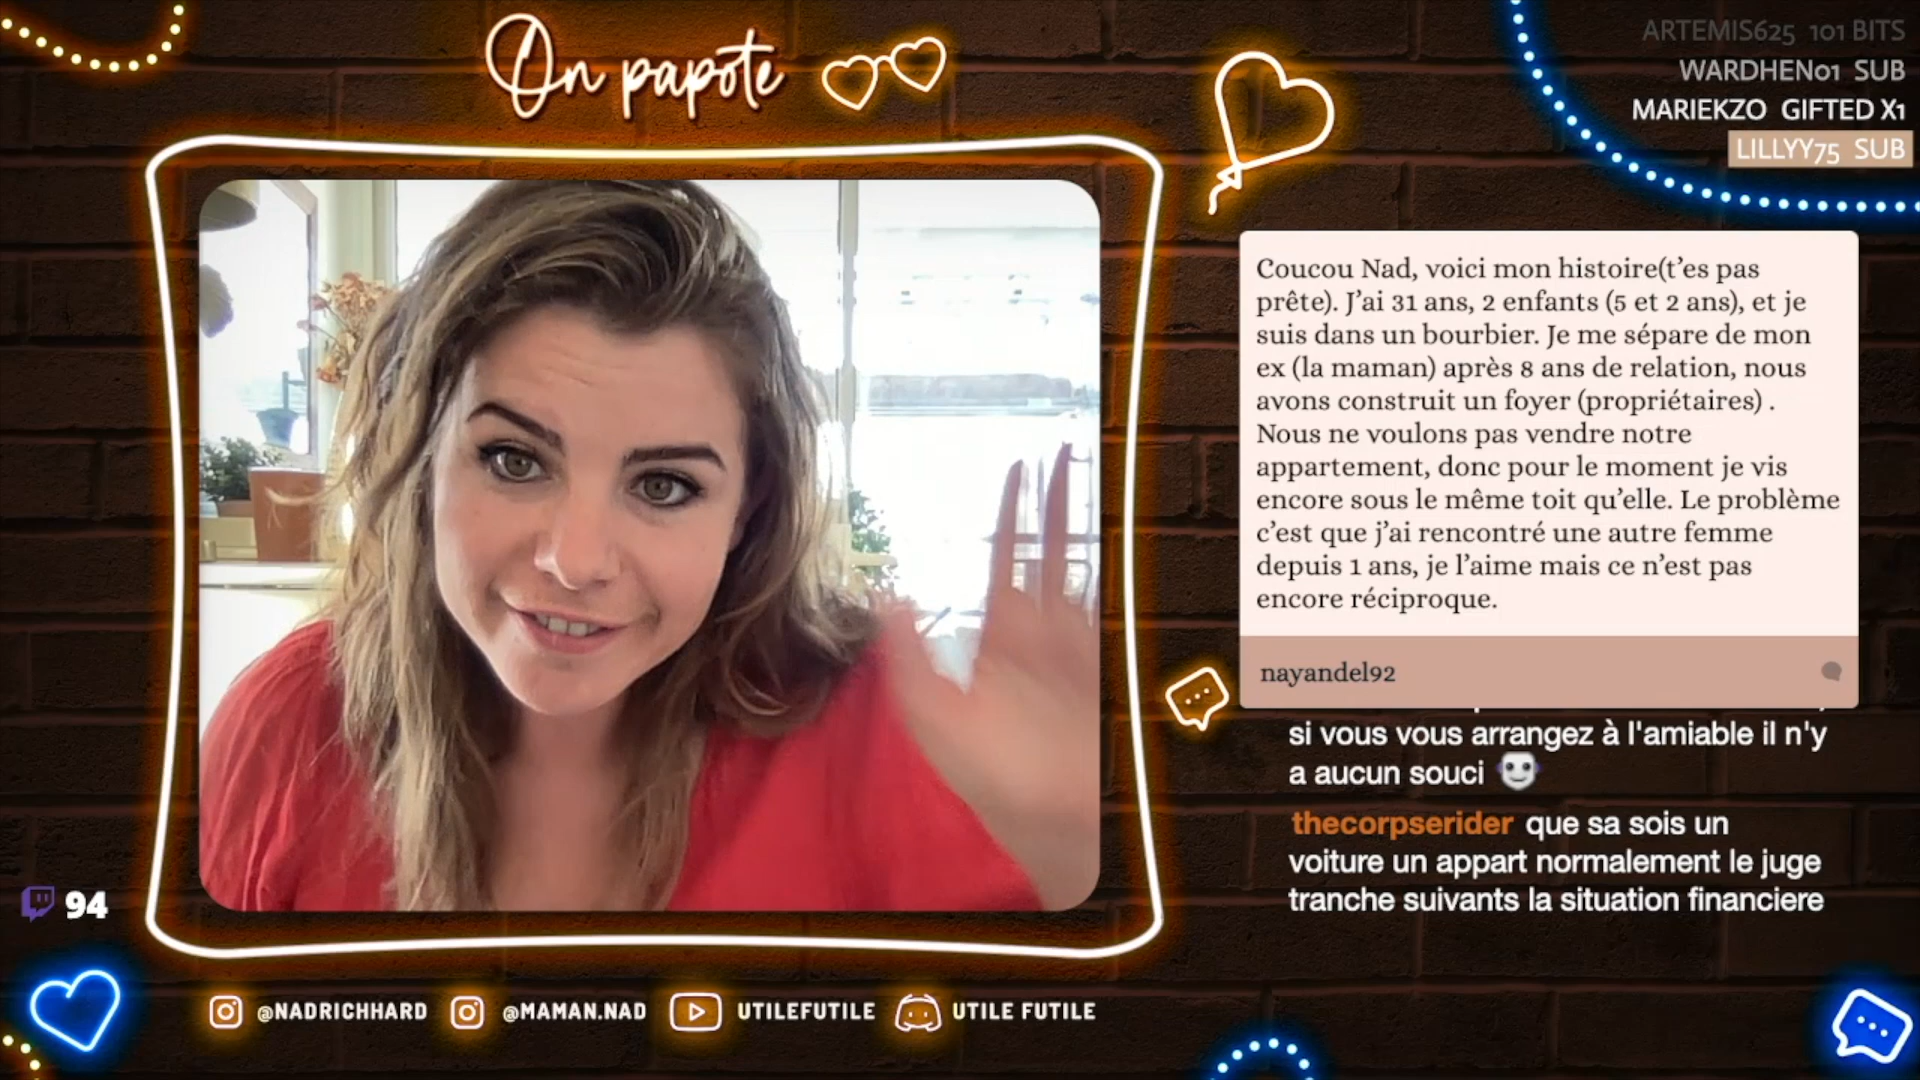 On papote
ARTEMIS625 101 BITS
WARDHEN01 SUB
MARIEKZO GIFTED X1
LILLYY75 SUB
Coucou Nad, voici mon histoire(t’es pas
prête). J’ai 31 ans, 2 enfants (5 et 2 ans), et je
suis dans un bourbier. Je me sépare de mon
ex (la maman) après 8 ans de relation, nous
avons construit un foyer (propriétaires) .
Nous ne voulons pas vendre notre
appartement, donc pour le moment je vis
encore sous le même toit qu’elle. Le problème
c’est que j’ai rencontré une autre femme
depuis 1 ans, je l’aime mais ce n’est pas
encore réciproque.
nayandel92
si vous vous arrangez à l'amiable il n'y
a aucun souci
thecorpserider que sa sois un
voiture un appart normalement le juge
tranche suivants la situation financiere
94
@NADRICHHARD @MAMAN.NAD UTILEFUTILE UTILE FUTILE